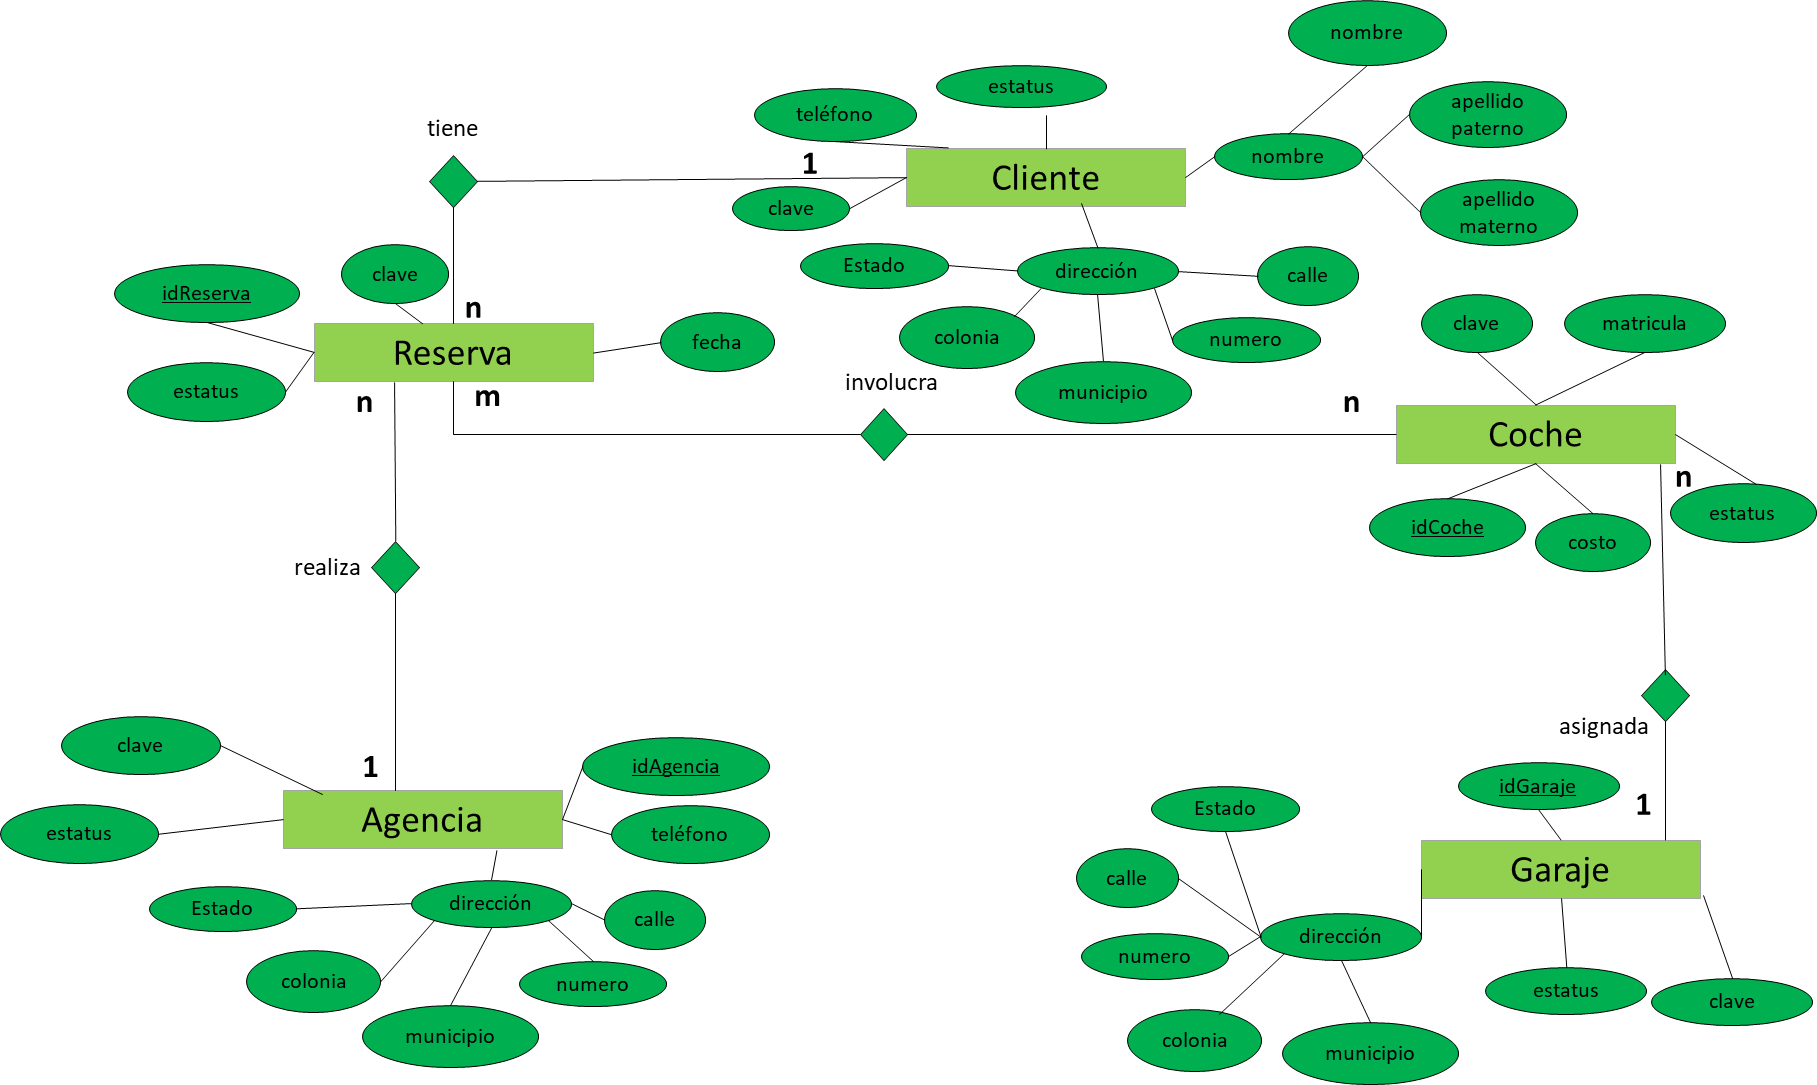 nombre
estatus
apellido
paterno
teléfono
tiene
nombre
1
Cliente
clave
apellido
materno
Estado
dirección
calle
clave
idReserva
n
colonia
numero
clave
matricula
fecha
Reserva
estatus
m
n
involucra
municipio
n
Coche
n
estatus
idCoche
costo
realiza
asignada
clave
1
idAgencia
idGaraje
1
Estado
estatus
Agencia
teléfono
Garaje
calle
Estado
dirección
calle
dirección
numero
colonia
numero
estatus
clave
municipio
colonia
municipio